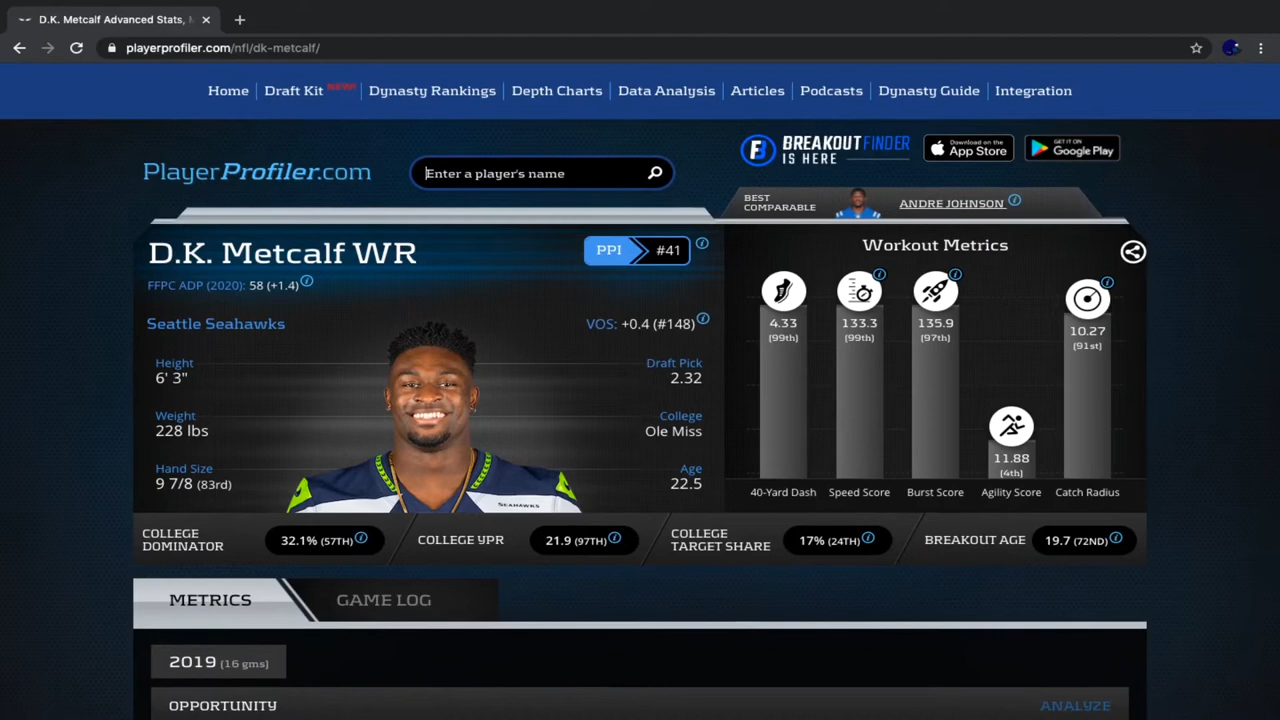 D.K. Metcalf Advanced Stats,
playerprofiler.com/nfl/dk-metcalf/
Home
Draft Kit NEW!
Dynasty Rankings
Depth Charts
Data Analysis
Articles
Podcasts
Dynasty Guide
Integration
PlayerProfiler.com
Enter a player's name
BREAKOUTFINDER
IS HERE
Download on the
App Store
GET IT ON
Google Play
BEST
COMPARABLE
ANDRE JOHNSON
D.K. Metcalf WR
PPI
#41
FFPC ADP (2020): 58 (+1.4)
Seattle Seahawks
VOS: +0.4 (#148)
Height
6' 3"
Draft Pick
2.32
Weight
228 lbs
College
Ole Miss
Hand Size
9 7/8 (83rd)
Age
22.5
SEAHAWKS
Workout Metrics
4.33
(99th)
133.3
(99th)
135.9
(97th)
11.88
(4th)
10.27
(91st)
40-Yard Dash
Speed Score
Burst Score
Agility Score
Catch Radius
COLLEGE
DOMINATOR
32.1% (57TH)
COLLEGE YPR
21.9 (97TH)
COLLEGE
TARGET SHARE
17% (24TH)
BREAKOUT AGE
19.7 (72ND)
METRICS
GAME LOG
2019 (16 gms)
OPPORTUNITY
ANALYZE